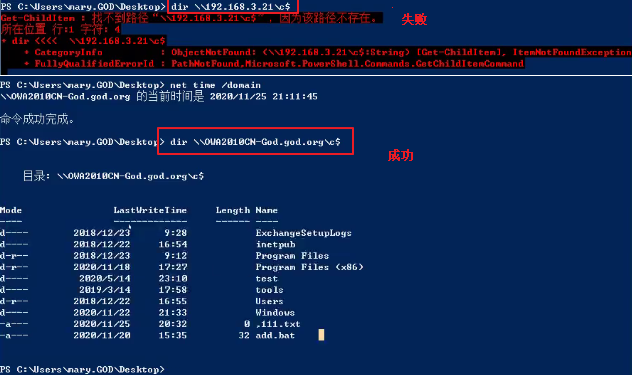 PS C:\Users\mary.GOD\Desktop> dir \\192.168.3.21\c$
失败
Get-ChildItem : 找不到路径“\\192.168.3.21\c$”，因为该路径不存在。
所在位置 行:1 字符: 4
+ dir <<<<  \\192.168.3.21\c$
+ CategoryInfo : ObjectNotFound: (\\192.168.3.21\c$:String) [Get-ChildItem], ItemNotFoundException
+ FullyQualifiedErrorId : PathNotFound,Microsoft.PowerShell.Commands.GetChildItemCommand
PS C:\Users\mary.GOD\Desktop> net time /domain
\\OWA2010CN-God.god.org 的当前时间是 2020/11/25 21:11:45
命令成功完成。
PS C:\Users\mary.GOD\Desktop> dir \\OWA2010CN-God.god.org\c$
成功
目录: \\OWA2010CN-God.god.org\c$
Mode LastWriteTime Length Name
---- ------------- ------ ----
d---- 2018/12/23 9:28 ExchangeSetupLogs
d---- 2018/12/22 16:54 inetpub
d-r-- 2018/12/23 9:12 Program Files
d-r-- 2020/11/18 17:27 Program Files (x86)
d---- 2020/5/14 23:10 test
d---- 2019/3/14 17:58 tools
d-r-- 2018/12/22 16:55 Users
d---- 2020/11/22 21:33 Windows
-a--- 2020/11/25 20:32 0 ,111.txt
-a--- 2020/11/20 15:35 32 add.bat
PS C:\Users\mary.GOD\Desktop>